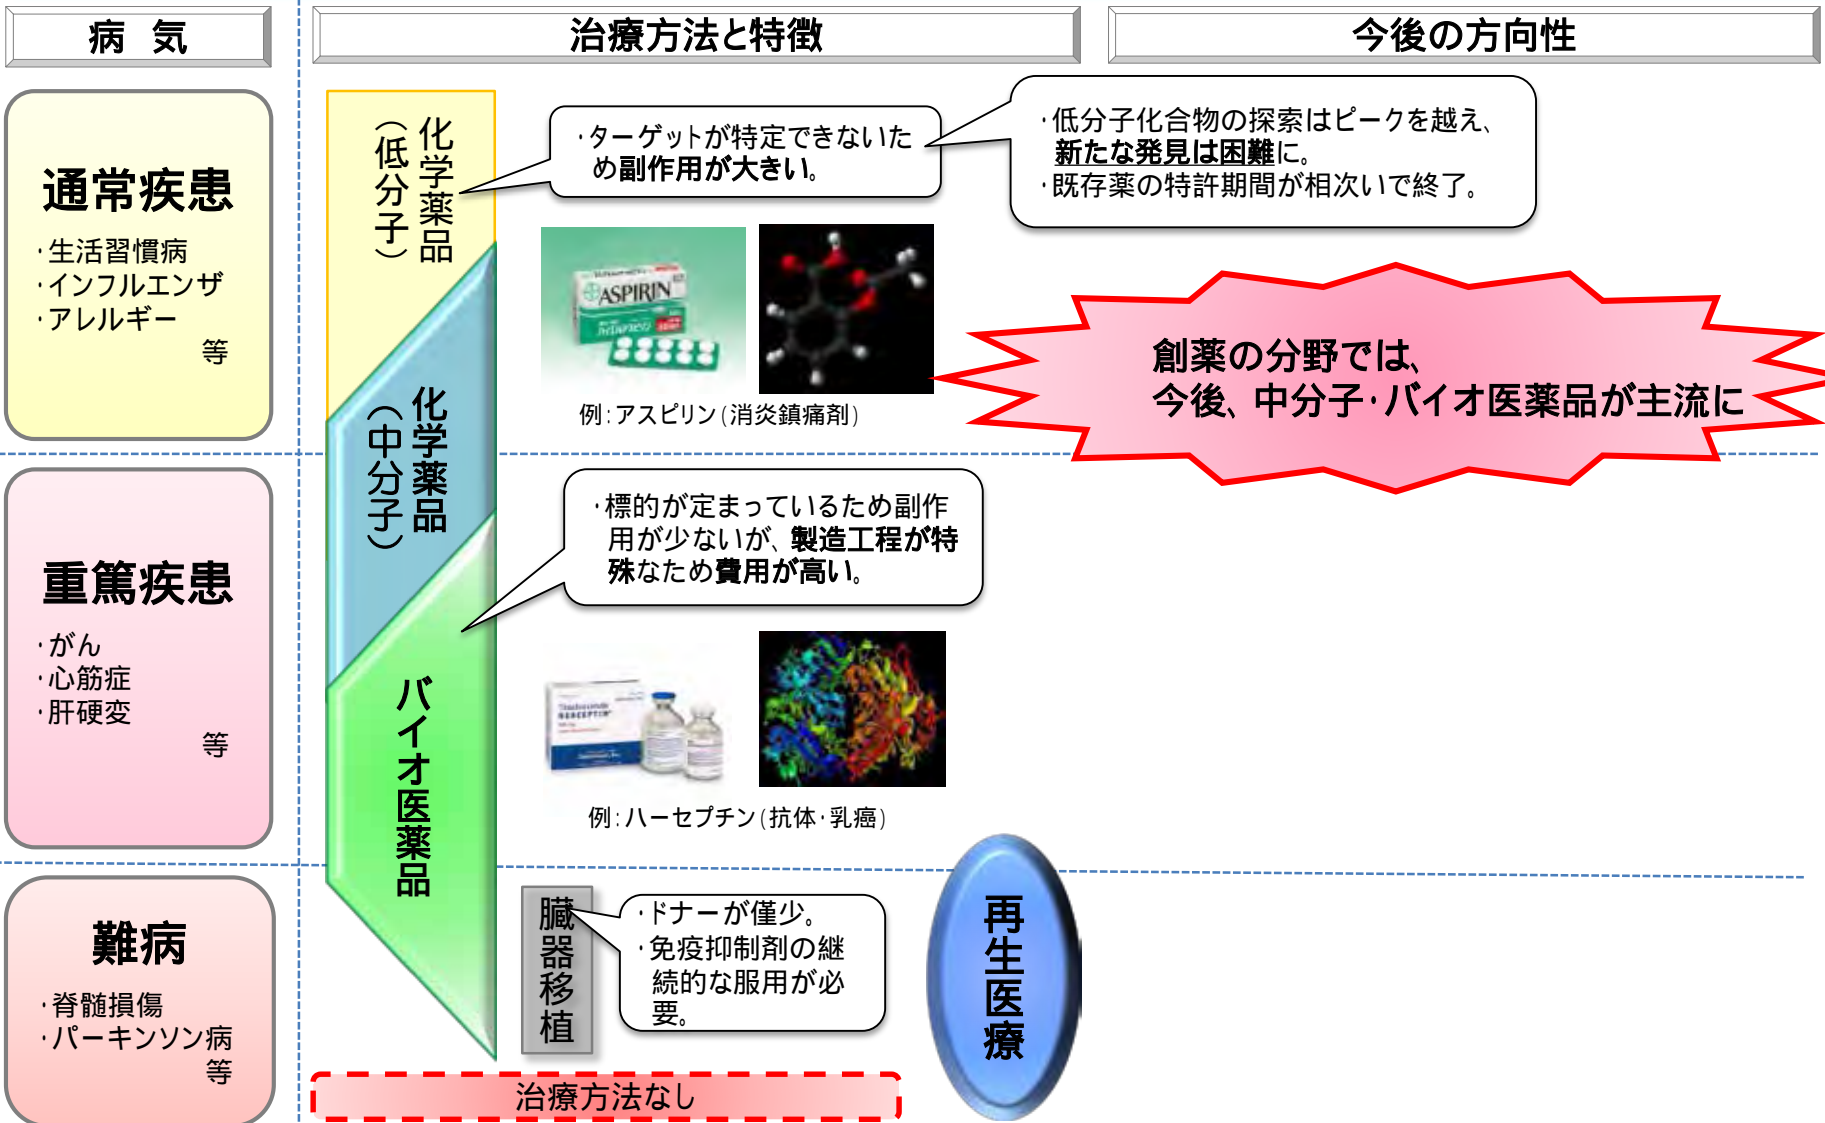 病 気
治療方法と特徴
今後の方向性
通常疾患
・生活習慣病
・インフルエンザ
・アレルギー
等
化学薬品
（低分子）
・ターゲットが特定できないた
め副作用が大きい。
・低分子化合物の探索はピークを越え、
新たな発見は困難に。
・既存薬の特許期間が相次いで終了。
ASPIRIN
例：アスピリン（消炎鎮痛剤）
創薬の分野では、
今後、中分子・バイオ医薬品が主流に
化学薬品
（中分子）
重篤疾患
・がん
・心筋症
・肝硬変
等
・標的が定まっているため副作
用が少ないが、製造工程が特
殊なため費用が高い。
バイオ医薬品
例：ハーセプチン（抗体・乳癌）
難病
・脊髄損傷
・パーキンソン病
等
臓器移植
・ドナーが僅少。
・免疫抑制剤の継
続的な服用が必
要。
再生医療
治療方法なし